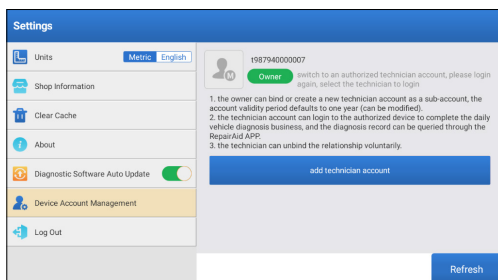 Settings
Units
Metric English
Shop Information
Clear Cache
About
Diagnostic Software Auto Update
Device Account Management
Log Out
t987940000007
M
Owner
switch to an authorized technician account, please login
again, select the technician to login
1. the owner can bind or create a new technician account as a sub-account, the
account validity period defaults to one year (can be modified).
2. the technician account can login to the authorized device to complete the daily
vehicle diagnosis business, and the diagnosis record can be queried through the
RepairAid APP.
3. the technician can unbind the relationship voluntarily.
add technician account
Refresh